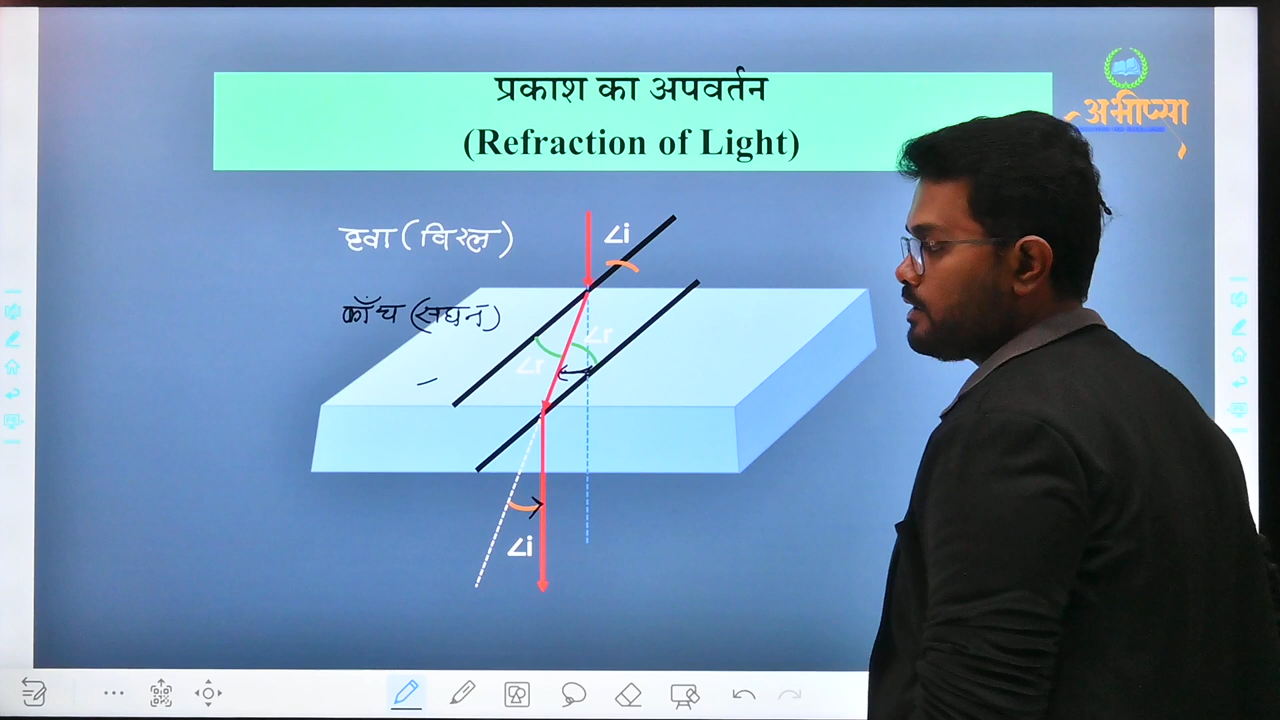 प्रकाश का अपवर्तन
(Refraction of Light)
अभीप्सा
हवा (विरल)
∠i
काँच (सघन)
∠r
∠r
∠i